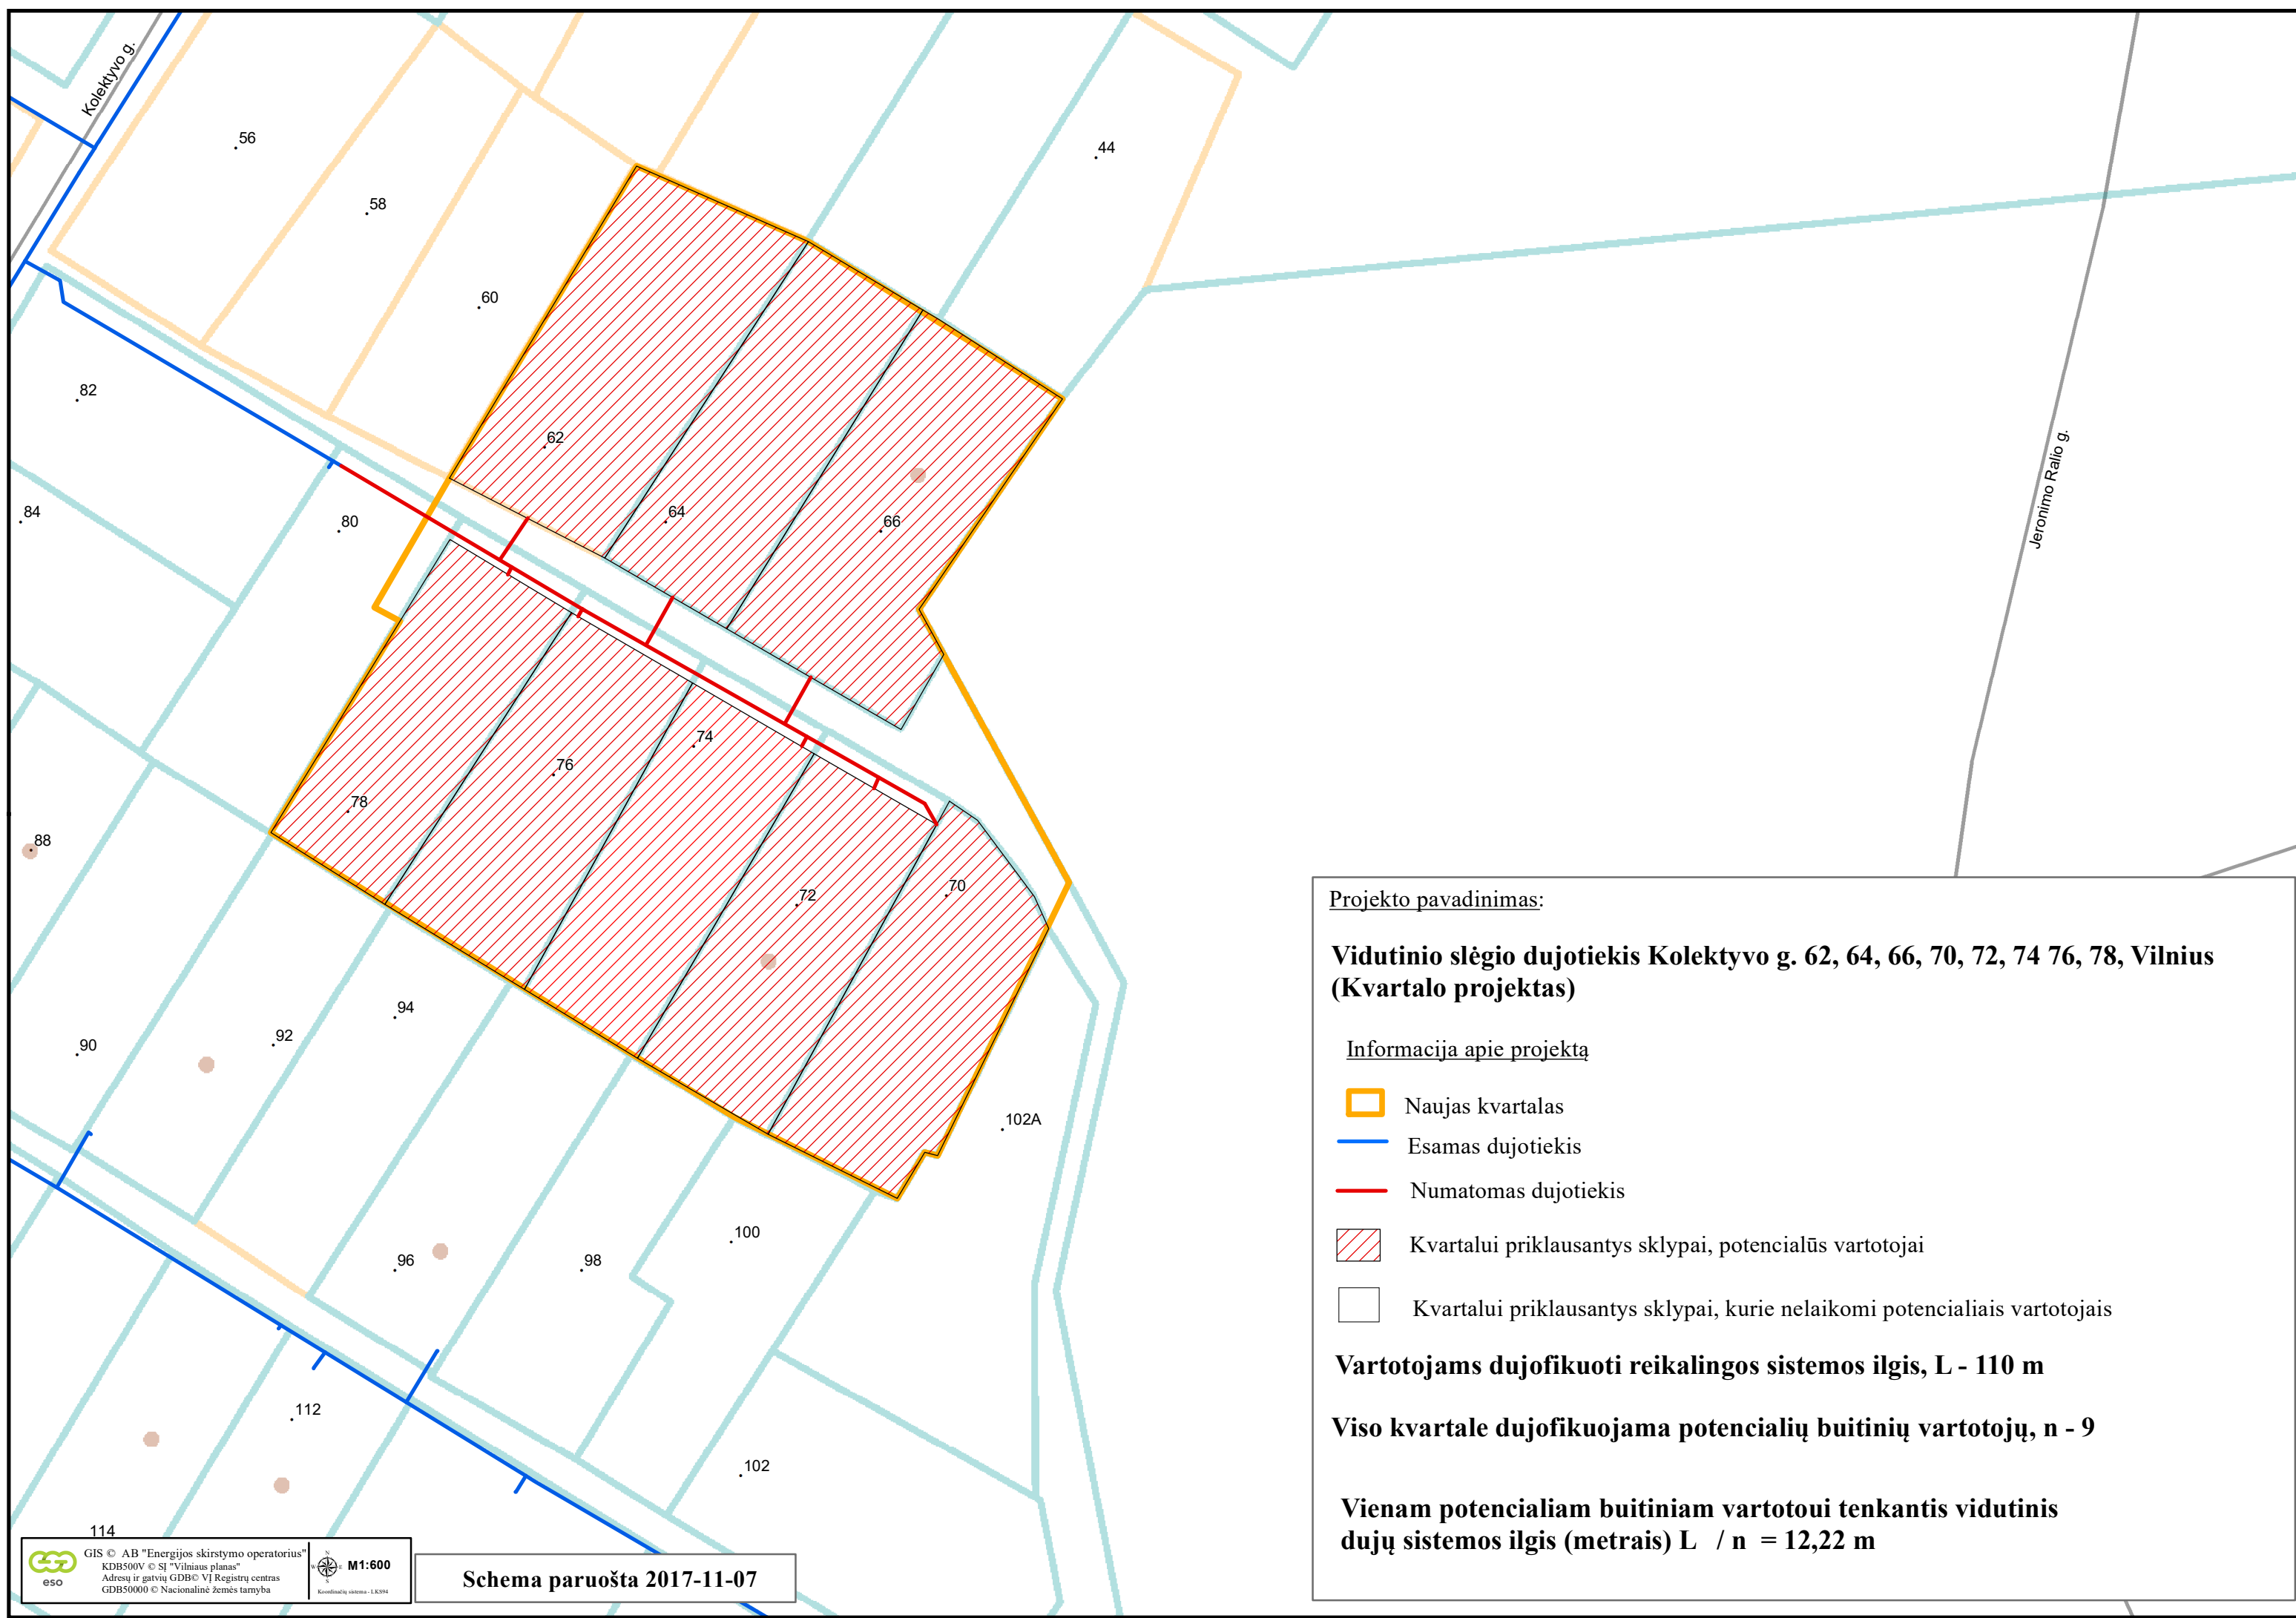 Kolektyvo g.
56
44
58
60
82
62
84
80
64
66
Jeronimo Ralio g.
74
76
78
88
72
70
94
92
90
102A
100
96
98
112
102
114
Projekto pavadinimas:
Vidutinio slėgio dujotiekis Kolektyvo g. 62, 64, 66, 70, 72, 74 76, 78, Vilnius
(Kvartalo projektas)
Informacija apie projektą
Naujas kvartalas
Esamas dujotiekis
Numatomas dujotiekis
Kvartalui priklausantys sklypai, potencialūs vartotojai
Kvartalui priklausantys sklypai, kurie nelaikomi potencialiais vartotojais
Vartotojams dujofikuoti reikalingos sistemos ilgis, L - 110 m
Viso kvartale dujofikuojama potencialių buitinių vartotojų, n - 9
Vienam potencialiam buitiniam vartotoui tenkantis vidutinis
dujų sistemos ilgis (metrais) L / n = 12,22 m
eso
GIS © AB "Energijos skirstymo operatorius"
KDB500V © SĮ "Vilniaus planas"
Adresų ir gatvių GDB© VĮ Registrų centras
GDB50000 © Nacionalinė žemės tarnyba
N
W
E
S
M1:600
Koordinačių sistema - LKS94
Schema paruošta 2017-11-07